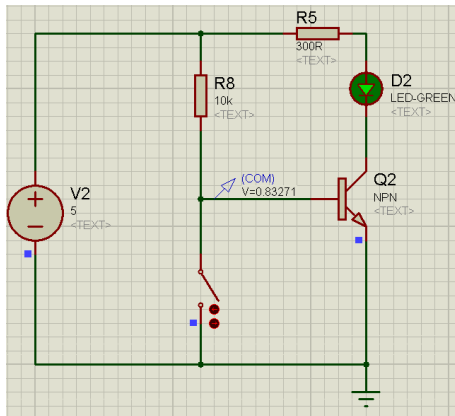 R5
300R
<TEXT>
R8
10k
<TEXT>
D2
LED-GREEN
<TEXT>
(COM)
V=0.83271
Q2
NPN
<TEXT>
V2
5
<TEXT>